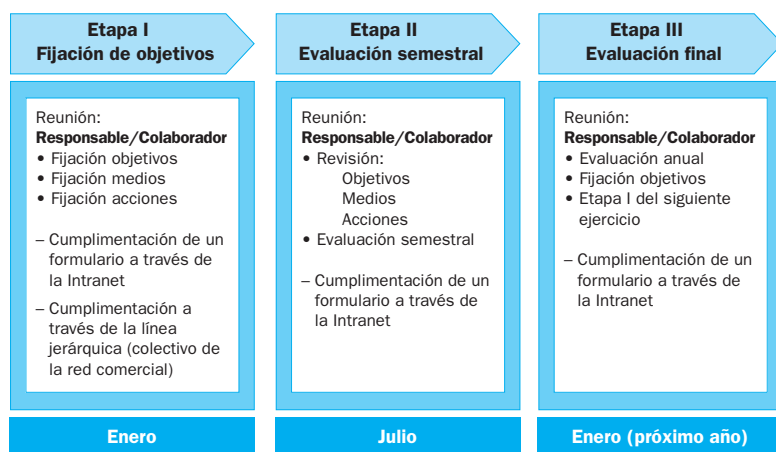 Etapa I
Fijación de objetivos
Reunión:
Responsable/Colaborador
• Fijación objetivos
• Fijación medios
• Fijación acciones
– Cumplimentación de un
formulario a través de
la Intranet
– Cumplimentación a
través de la línea
jerárquica (colectivo de
la red comercial)
Enero
Etapa II
Evaluación semestral
Reunión:
Responsable/Colaborador
• Revisión:
Objetivos
Medios
Acciones
• Evaluación semestral
– Cumplimentación de un
formulario a través de
la Intranet
Julio
Etapa III
Evaluación final
Reunión:
Responsable/Colaborador
• Evaluación anual
• Fijación objetivos
• Etapa I del siguiente
ejercicio
– Cumplimentación de un
formulario a través de
la Intranet
Enero (próximo año)